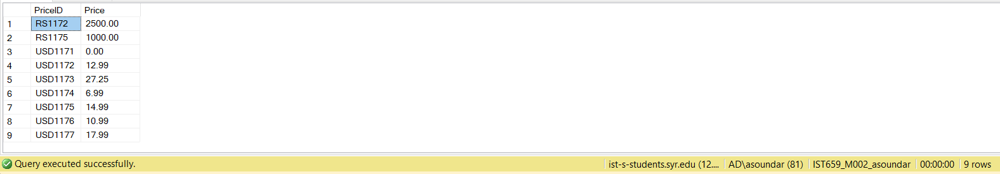 PriceID Price
1 RS1172 2500.00
2 RS1175 1000.00
3 USD1171 0.00
4 USD1172 12.99
5 USD1173 27.25
6 USD1174 6.99
7 USD1175 14.99
8 USD1176 10.99
9 USD1177 17.99
Query executed successfully. ist-s-students.syr.edu (12.... AD\asoundar (81) IST659_M002_asoundar 00:00:00 9 rows